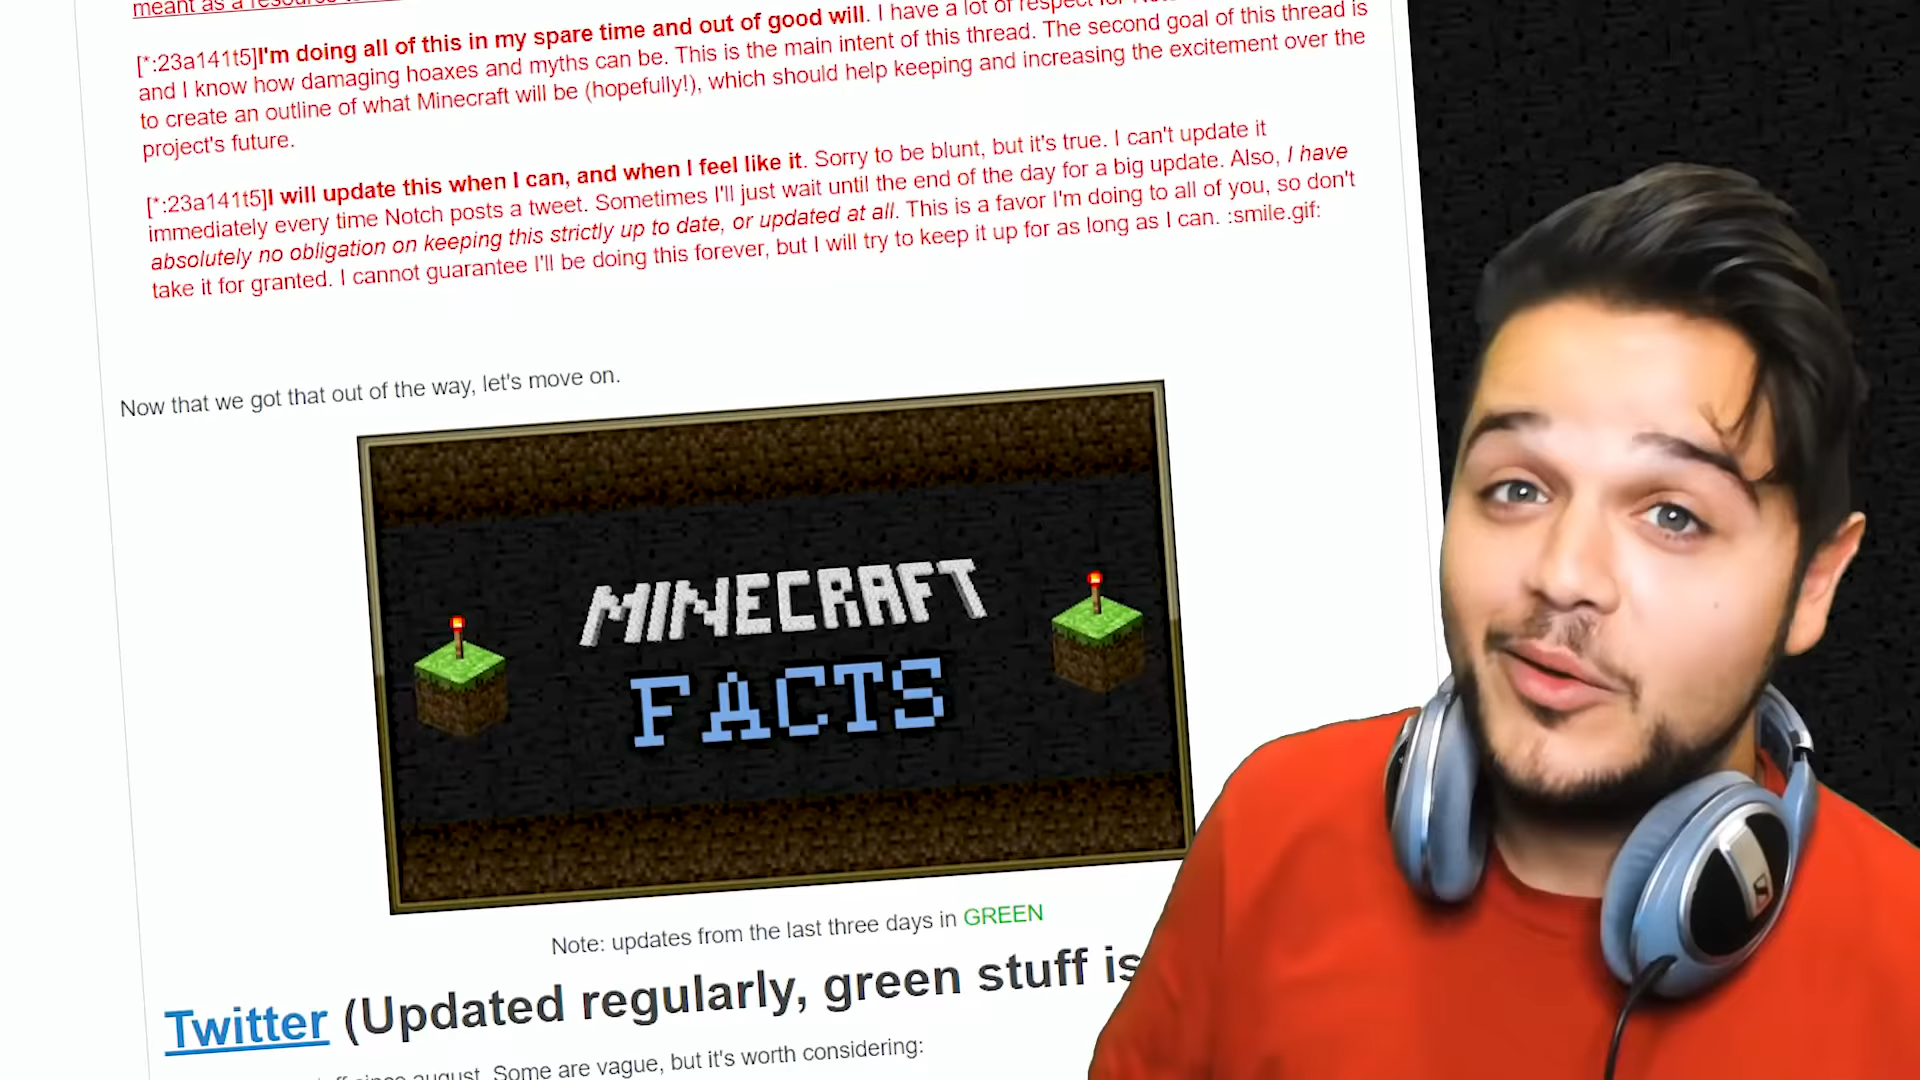 meant as a
[*:23a141t5]I'm doing all of this in my spare time and out of good will. I have a lot of respect for
and I know how damaging hoaxes and myths can be. This is the main intent of this thread. The second goal of this thread is
to create an outline of what Minecraft will be (hopefully!), which should help keeping and increasing the excitement over the
project's future.
[*:23a141t5]I will update this when I can, and when I feel like it. Sorry to be blunt, but it's true. I can't update it
immediately every time Notch posts a tweet. Sometimes I'll just wait until the end of the day for a big update. Also, I have
absolutely no obligation on keeping this strictly up to date, or updated at all. This is a favor I'm doing to all of you, so don't
take it for granted. I cannot guarantee I'll be doing this forever, but I will try to keep it up for as long as I can. :smile.gif:
Now that we got that out of the way, let's move on.
MINECRAFT
FACTS
Note: updates from the last three days in GREEN
Twitter (Updated regularly, green stuff is
since august. Some are vague, but it's worth considering: